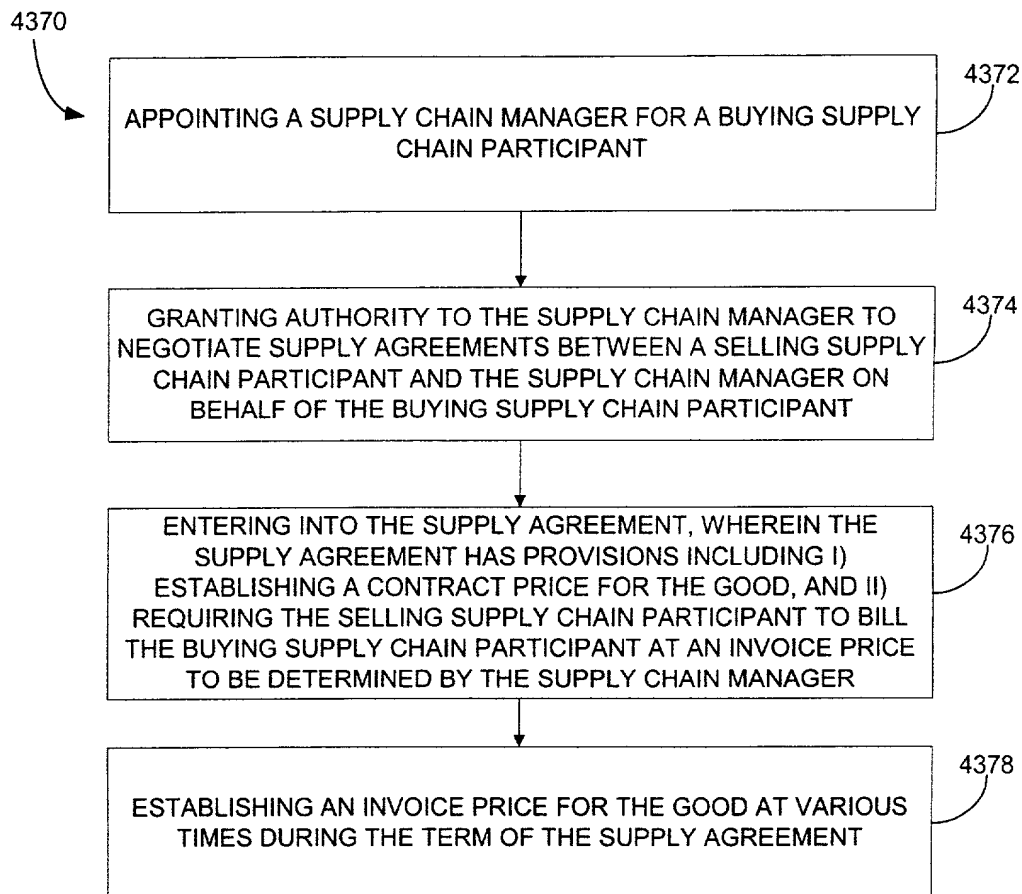 4370
4372
APPOINTING A SUPPLY CHAIN MANAGER FOR A BUYING SUPPLY
CHAIN PARTICIPANT
4374
GRANTING AUTHORITY TO THE SUPPLY CHAIN MANAGER TO
NEGOTIATE SUPPLY AGREEMENTS BETWEEN A SELLING SUPPLY
CHAIN PARTICIPANT AND THE SUPPLY CHAIN MANAGER ON
BEHALF OF THE BUYING SUPPLY CHAIN PARTICIPANT
4376
ENTERING INTO THE SUPPLY AGREEMENT, WHEREIN THE
SUPPLY AGREEMENT HAS PROVISIONS INCLUDING I)
ESTABLISHING A CONTRACT PRICE FOR THE GOOD, AND II)
REQUIRING THE SELLING SUPPLY CHAIN PARTICIPANT TO BILL
THE BUYING SUPPLY CHAIN PARTICIPANT AT AN INVOICE PRICE
TO BE DETERMINED BY THE SUPPLY CHAIN MANAGER
4378
ESTABLISHING AN INVOICE PRICE FOR THE GOOD AT VARIOUS
TIMES DURING THE TERM OF THE SUPPLY AGREEMENT